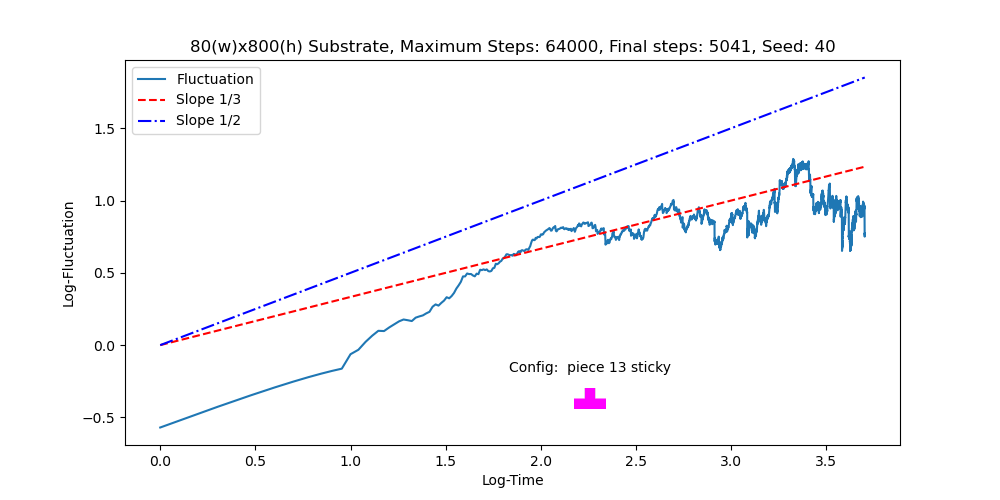 80(w)x800(h) Substrate, Maximum Steps: 64000, Final steps: 5041, Seed: 40
Fluctuation
Slope 1/3
Slope 1/2
1.5
1.0
0.5
0.0
−0.5
Log-Fluctuation
Config:  piece 13 sticky
0.0 0.5 1.0 1.5 2.0 2.5 3.0 3.5
Log-Time